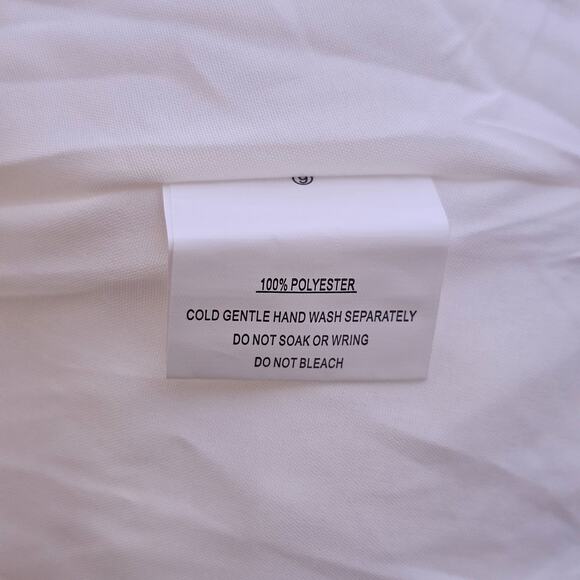 100% POLYESTER
COLD GENTLE HAND WASH SEPARATELY
DO NOT SOAK OR WRING
DO NOT BLEACH